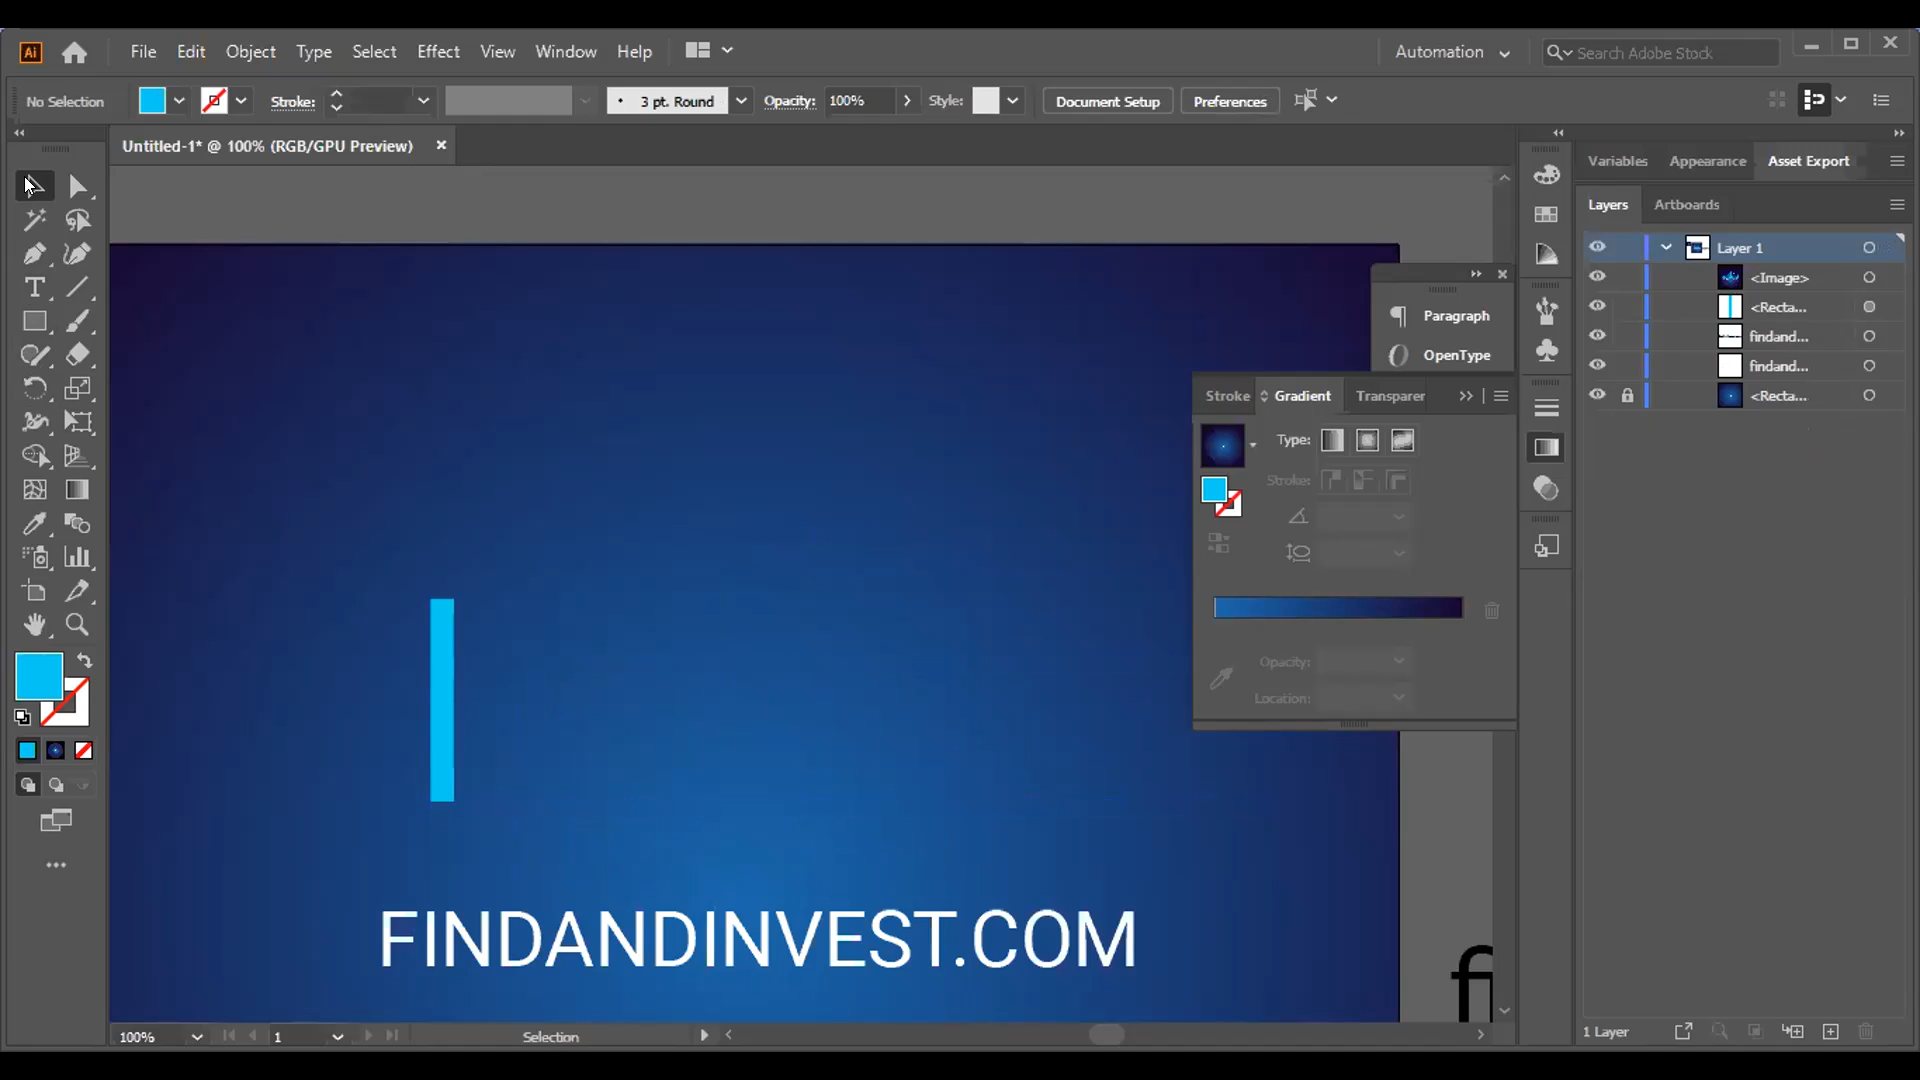 Ai File Edit Object Type Select Effect View Window Help Automation Search Adobe Stock
No Selection Stroke: 3 pt. Round Opacity: 100% Style: Document Setup Preferences
Untitled-1* @ 100% (RGB/GPU Preview)
Variables Appearance Asset Export
Layers Artboards
Layer 1
<Image>
<Recta...
findand...
findand...
<Recta...
Paragraph
OpenType
Stroke Gradient Transparer
Type:
Stroke:
Opacity:
Location:
FINDANDINVEST.COM
fi
100% 1 Selection
1 Layer